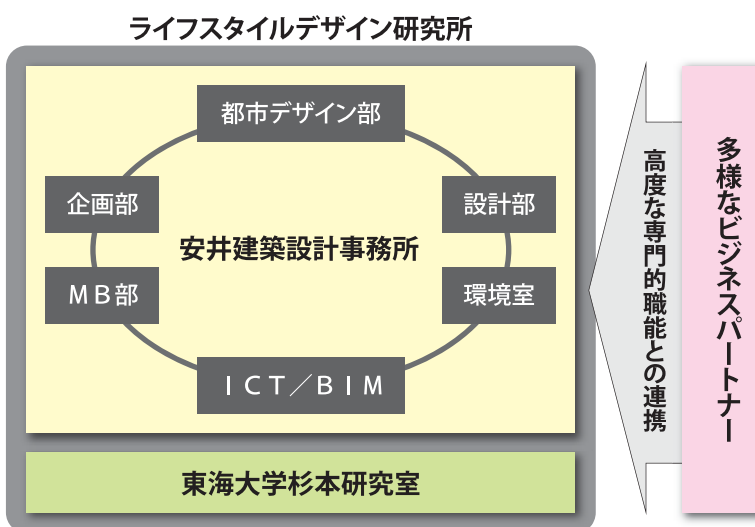 ライフスタイルデザイン研究所
都市デザイン部
企画部
設計部
安井建築設計事務所
MB部
環境室
ICT／BIM
東海大学杉本研究室
高度な専門的職能との連携
多様なビジネスパートナー